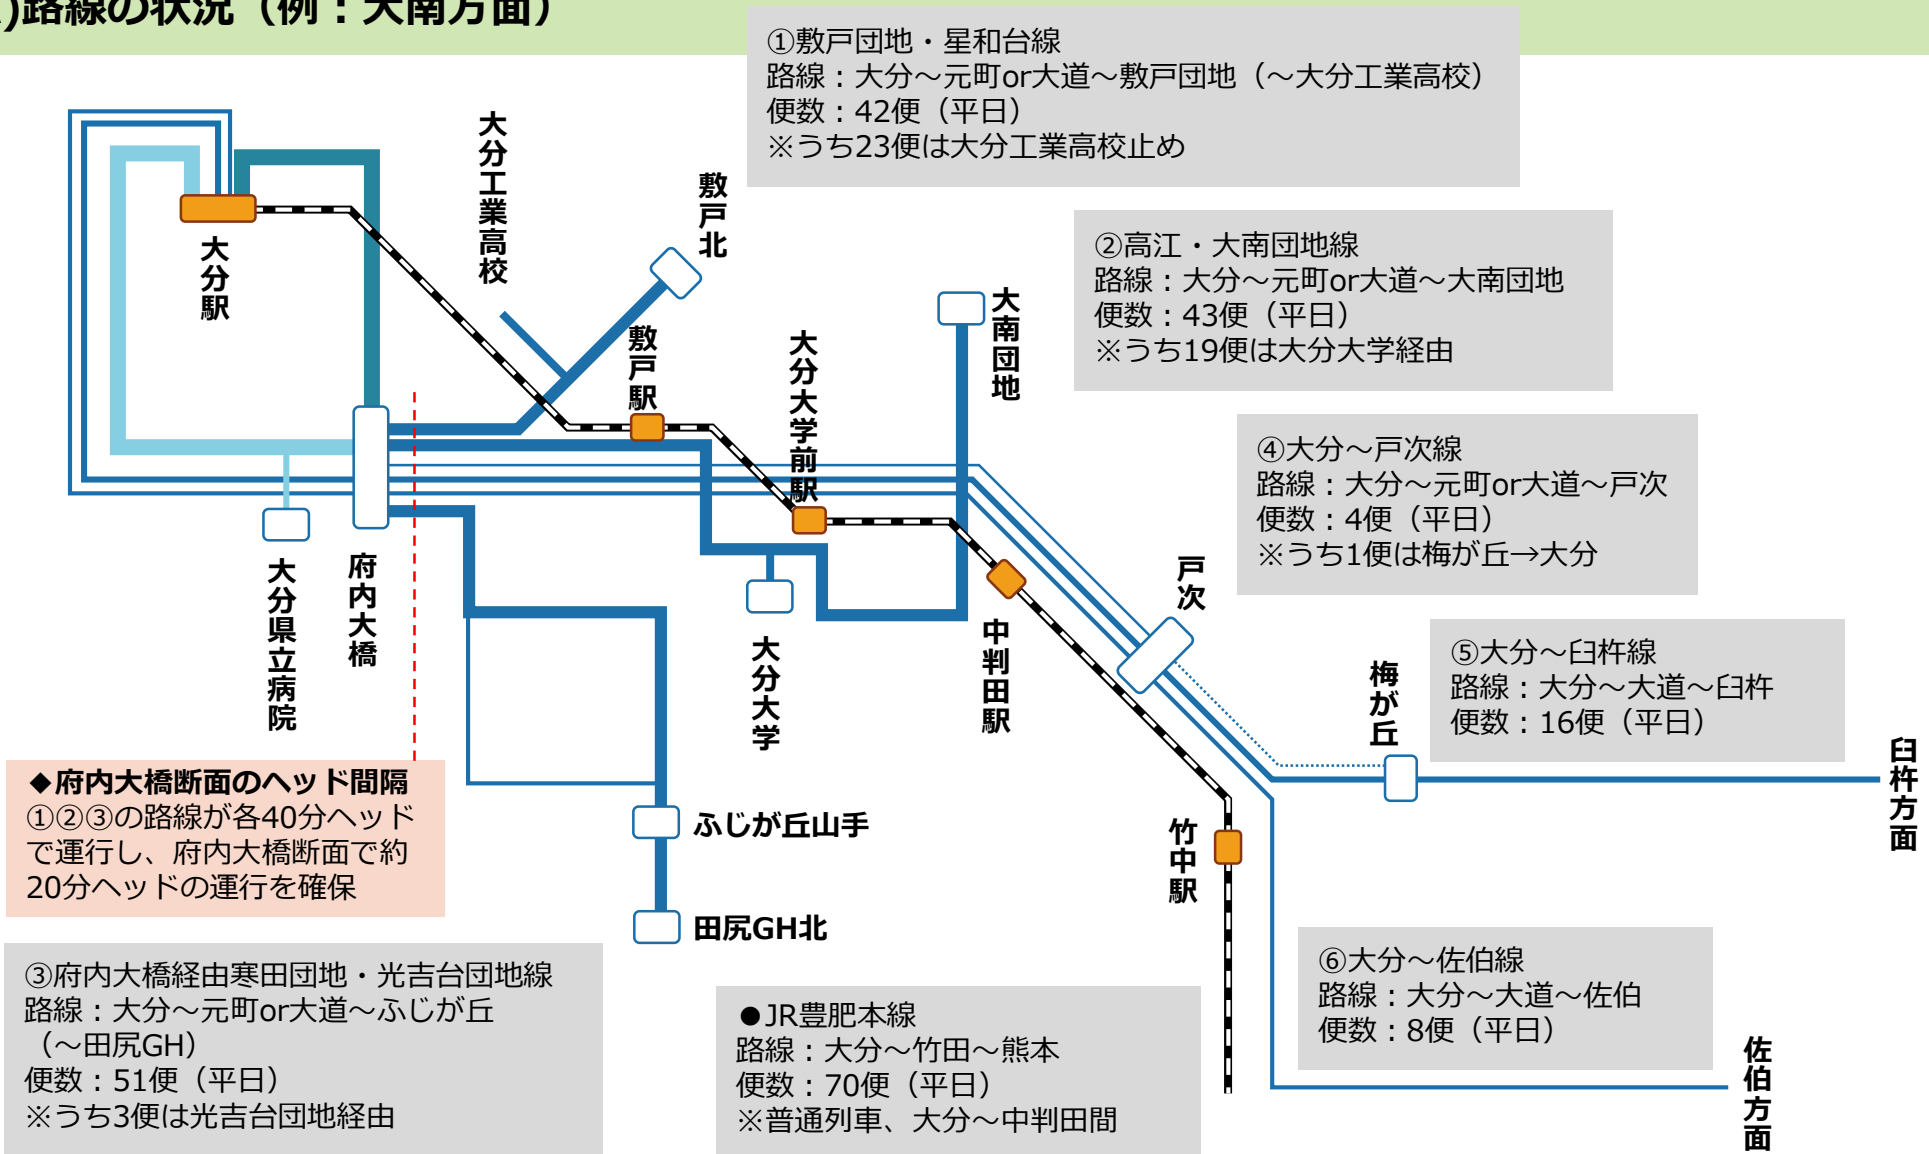 )路線の状況（例：大南方面）
①敷戸団地・星和台線
路線：大分～元町or大道～敷戸団地（～大分工業高校）
便数：42便（平日）
※うち23便は大分工業高校止め
大分工業高校
敷戸北
大分駅
②高江・大南団地線
路線：大分～元町or大道～大南団地
便数：43便（平日）
※うち19便は大分大学経由
敷戸駅
大分大学前駅
大南団地
④大分～戸次線
路線：大分～元町or大道～戸次
便数：4便（平日）
※うち1便は梅が丘→大分
大分県立病院
府内大橋
大分大学
中判田駅
戸次
⑤大分～臼杵線
路線：大分～大道～臼杵
便数：16便（平日）
梅が丘
臼杵方面
◆府内大橋断面のヘッド間隔
①②③の路線が各40分ヘッド
で運行し、府内大橋断面で約
20分ヘッドの運行を確保
ふじが丘山手
竹中駅
田尻GH北
③府内大橋経由寒田団地・光吉台団地線
路線：大分～元町or大道～ふじが丘
（～田尻GH）
便数：51便（平日）
※うち3便は光吉台団地経由
●JR豊肥本線
路線：大分～竹田～熊本
便数：70便（平日）
※普通列車、大分～中判田間
⑥大分～佐伯線
路線：大分～大道～佐伯
便数：8便（平日）
佐伯方面